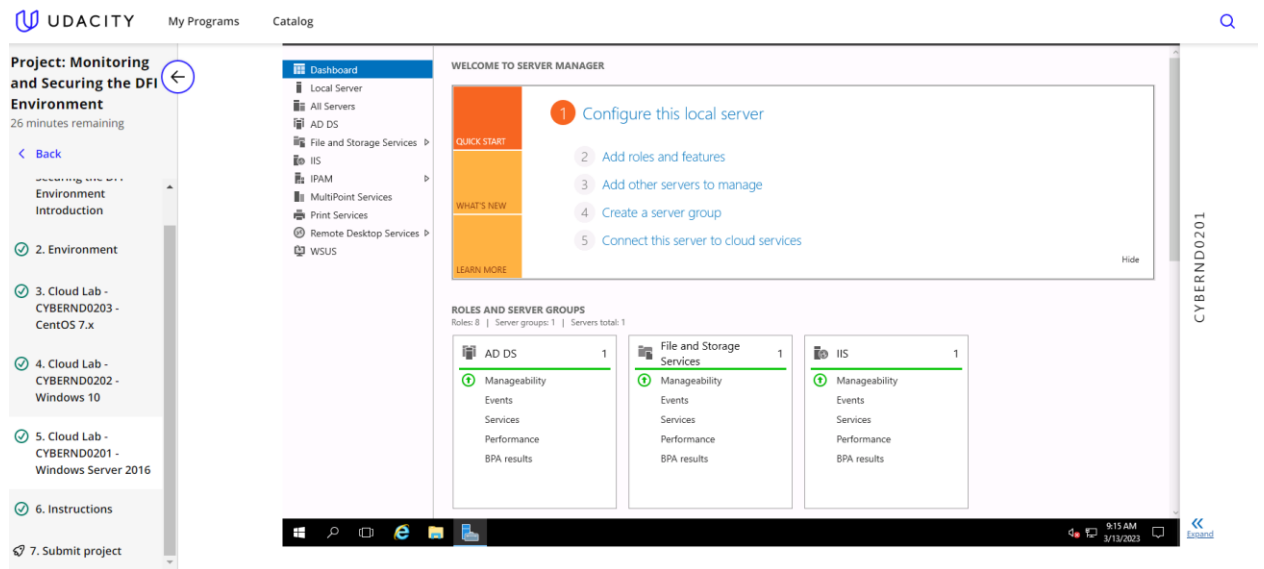 UDACITY
My Programs
Catalog
Project: Monitoring
and Securing the DFI
Environment
26 minutes remaining
Back
Environment
Introduction
2. Environment
3. Cloud Lab -
CYBERND0203 -
CentOS 7.x
4. Cloud Lab -
CYBERND0202 -
Windows 10
5. Cloud Lab -
CYBERND0201 -
Windows Server 2016
6. Instructions
7. Submit project
Dashboard
Local Server
All Servers
AD DS
File and Storage Services
IIS
IPAM
MultiPoint Services
Print Services
Remote Desktop Services
WSUS
WELCOME TO SERVER MANAGER
QUICK START
WHAT'S NEW
LEARN MORE
1 Configure this local server
2 Add roles and features
3 Add other servers to manage
4 Create a server group
5 Connect this server to cloud services
Hide
ROLES AND SERVER GROUPS
Roles: 8 | Server groups: 1 | Servers total: 1
AD DS 1
Manageability
Events
Services
Performance
BPA results
File and Storage
Services 1
Manageability
Events
Services
Performance
BPA results
IIS 1
Manageability
Events
Services
Performance
BPA results
9:15 AM
3/13/2023
CYBERND0201
Expand